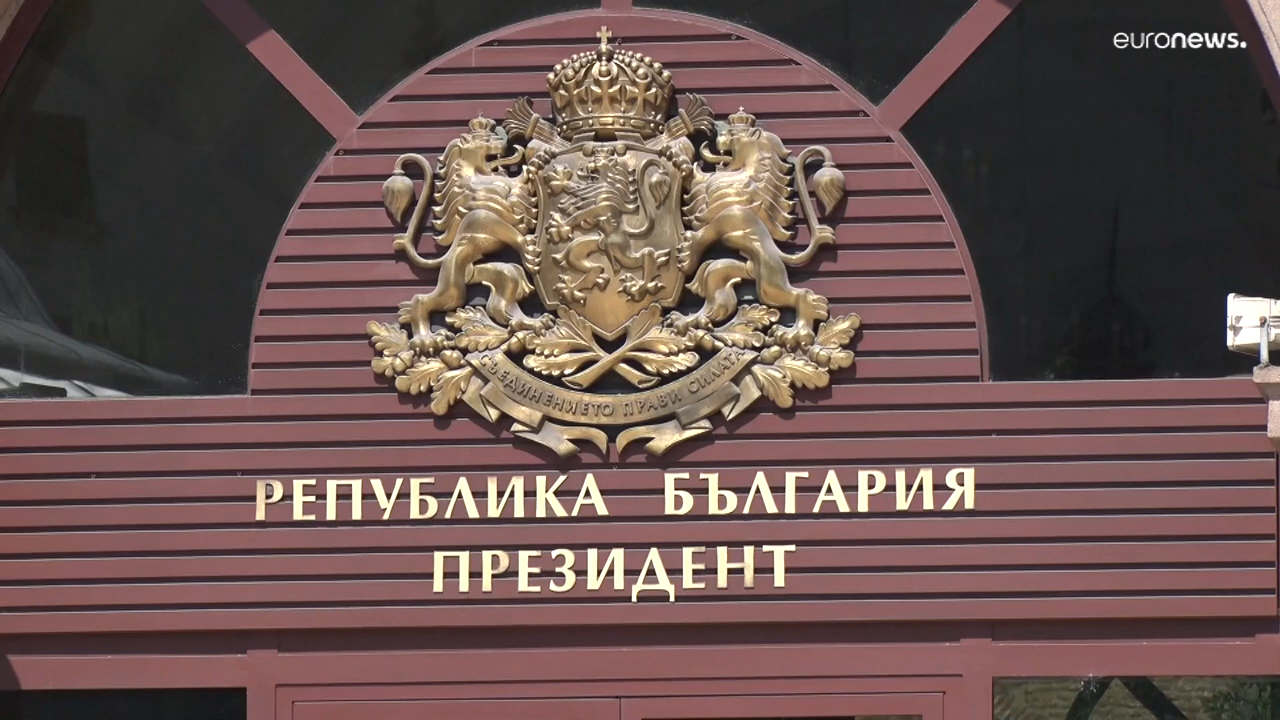 euronews.
СЪЕДИНЕНИЕТО ПРАВИ СИЛАТА
РЕПУБЛИКА БЪЛГАРИЯ
ПРЕЗИДЕНТ